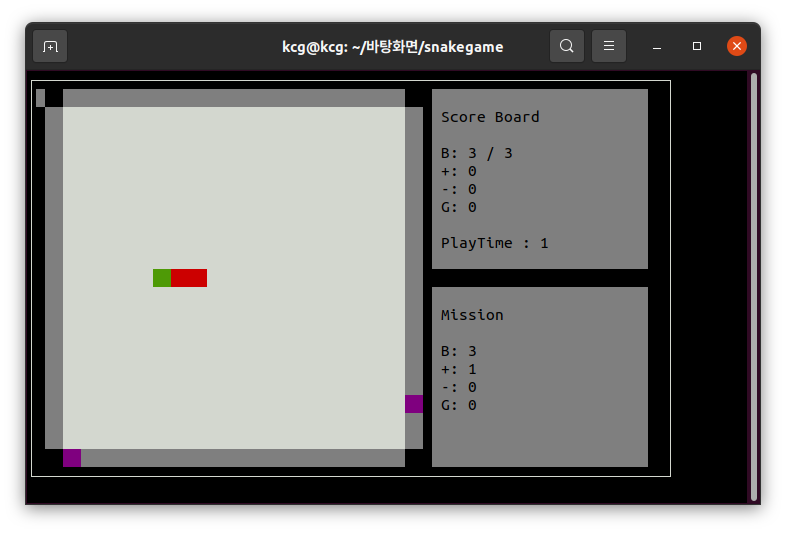 kcg@kcg: ~/바탕화면/snakegame
Score Board
B: 3 / 3
+: 0
-: 0
G: 0
PlayTime : 1
Mission
B: 3
+: 1
-: 0
G: 0